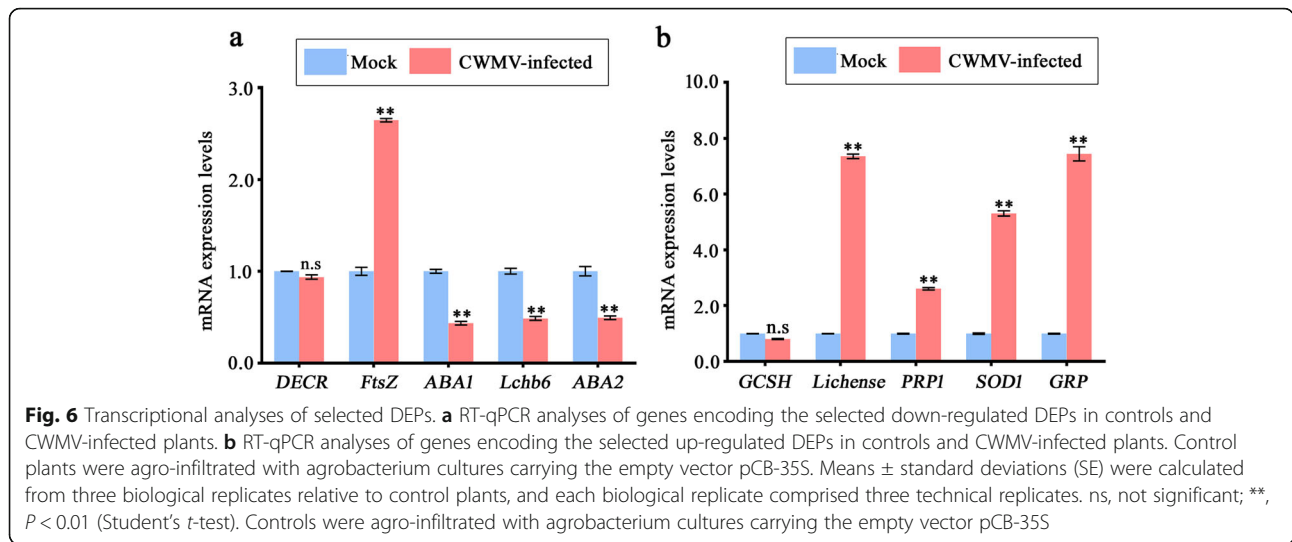 a
Mock CWMV-infected
mRNA expression levels
3.0
2.0
1.0
0.0
**
n.s
**
**
**
DECR FtsZ ABA1 Lchb6 ABA2
b
Mock CWMV-infected
mRNA expression levels
10.0
8.0
6.0
4.0
2.0
0.0
n.s
**
**
**
**
GCSH Lichense PRP1 SOD1 GRP
Fig. 6 Transcriptional analyses of selected DEPs. a RT-qPCR analyses of genes encoding the selected down-regulated DEPs in controls and
CWMV-infected plants. b RT-qPCR analyses of genes encoding the selected up-regulated DEPs in controls and CWMV-infected plants. Control
plants were agro-infiltrated with agrobacterium cultures carrying the empty vector pCB-35S. Means ± standard deviations (SE) were calculated
from three biological replicates relative to control plants, and each biological replicate comprised three technical replicates. ns, not significant; **,
P < 0.01 (Student's t-test). Controls were agro-infiltrated with agrobacterium cultures carrying the empty vector pCB-35S